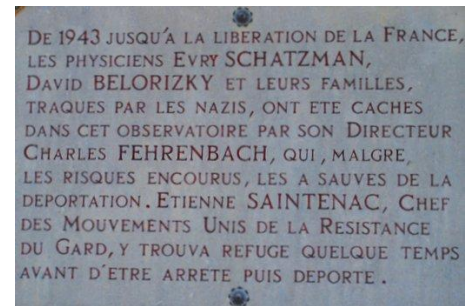 DE 1943 JUSQU'À LA LIBERATION DE LA FRANCE,
LES PHYSICIENS EVRY SCHATZMAN,
DAVID BELORIZKY ET LEURS FAMILLES,
TRAQUES PAR LES NAZIS, ONT ETE CACHES
DANS CET OBSERVATOIRE PAR SON DIRECTEUR
CHARLES FEHRENBACH, QUI, MALGRE,
LES RISQUES ENCOURUS, LES A SAUVES DE LA
DEPORTATION. ETIENNE SAINTENAC, CHEF
DES MOUVEMENTS UNIS DE LA RESISTANCE
DU GARD, Y TROUVA REFUGE QUELQUE TEMPS
AVANT D'ETRE ARRETE PUIS DEPORTE.